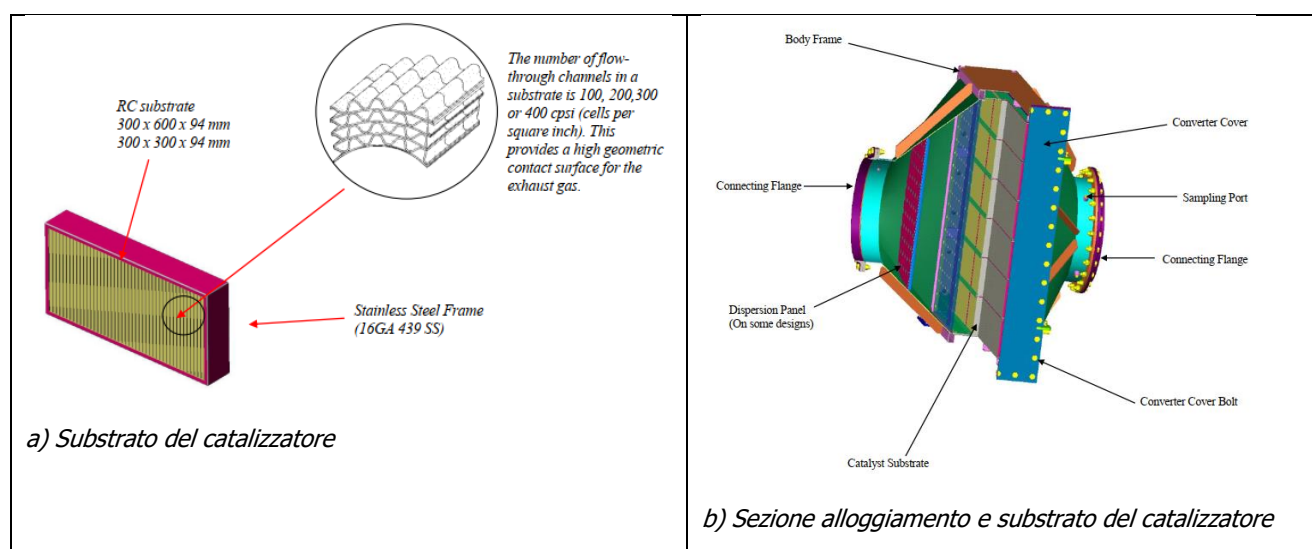 The number of flow-
through channels in a
substrate is 100, 200,300
or 400 cpsi (cells per
square inch). This
provides a high geometric
contact surface for the
exhaust gas.
RC substrate
300 x 600 x 94 mm
300 x 300 x 94 mm
Stainless Steel Frame
(16GA 439 SS)
a) Substrato del catalizzatore
Body Frame
Converter Cover
Connecting Flange
Sampling Port
Connecting Flange
Dispersion Panel
(On some designs)
Converter Cover Bolt
Catalyst Substrate
b) Sezione alloggiamento e substrato del catalizzatore